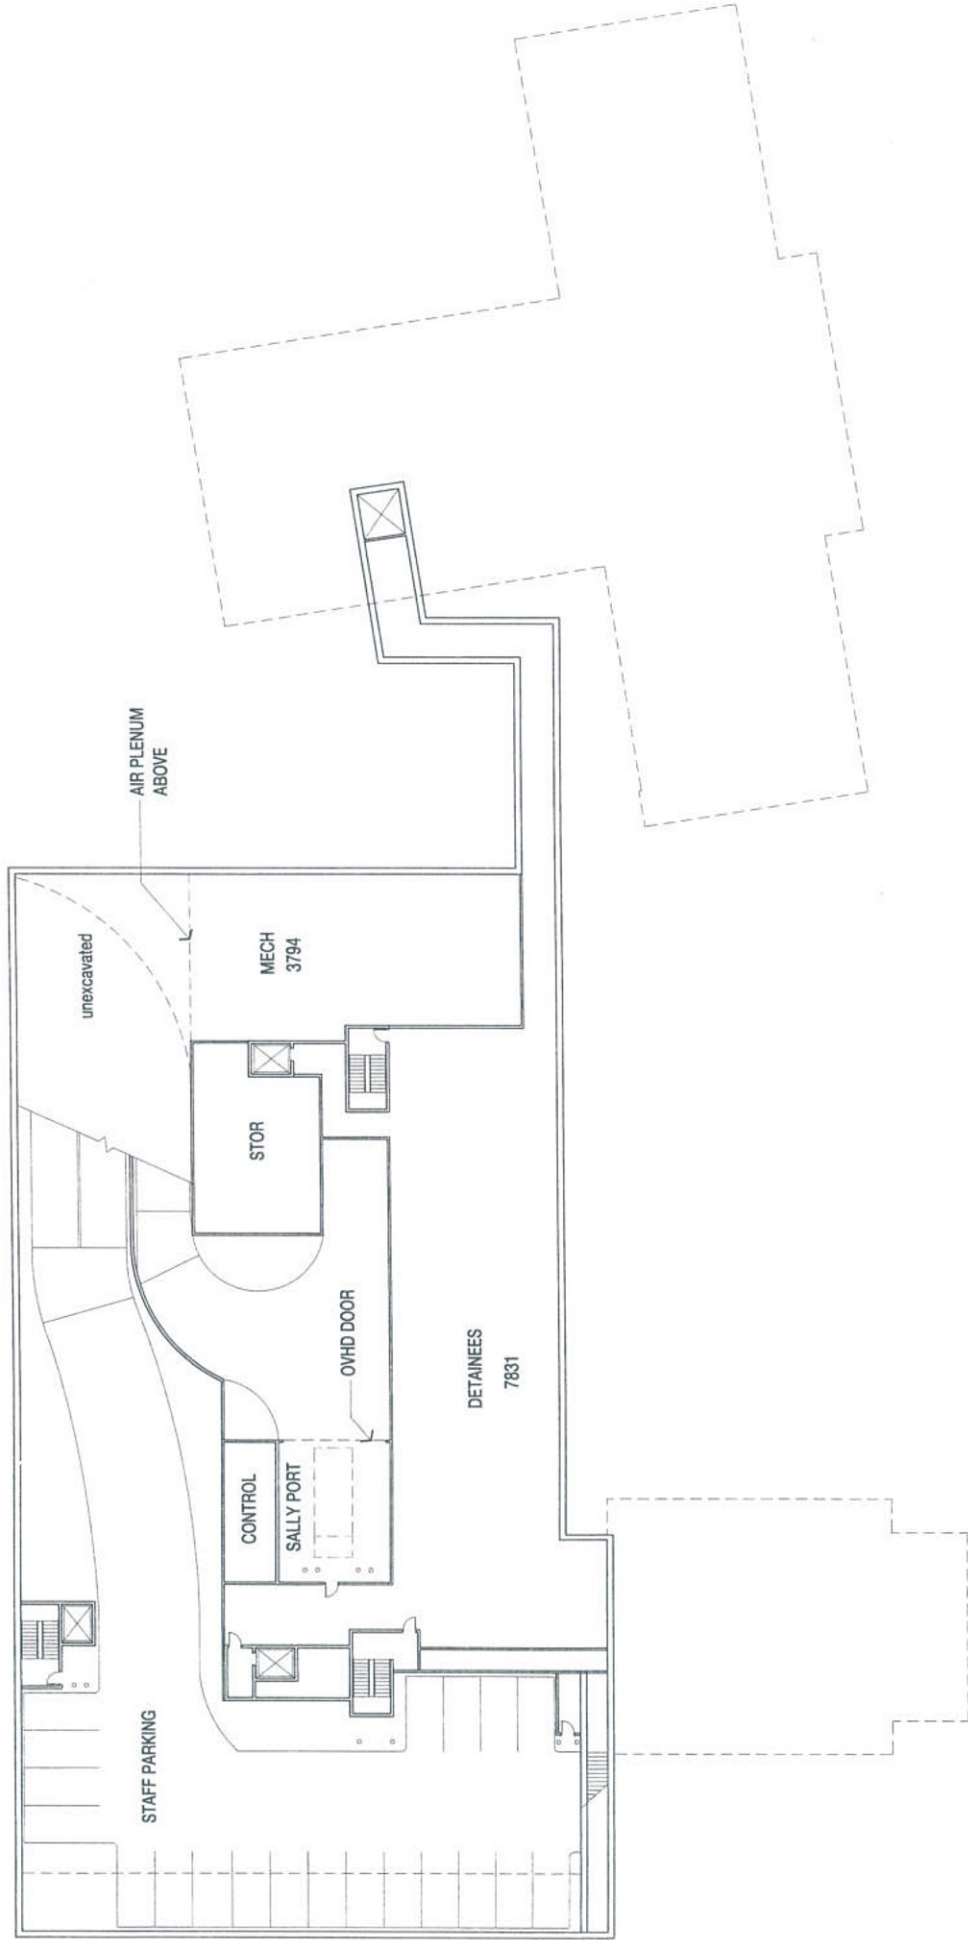 AIR PLENUM
ABOVE
unexcavated
MECH
3794
STOR
OVHD DOOR
CONTROL
SALLY PORT
DETAINEES
7831
STAFF PARKING